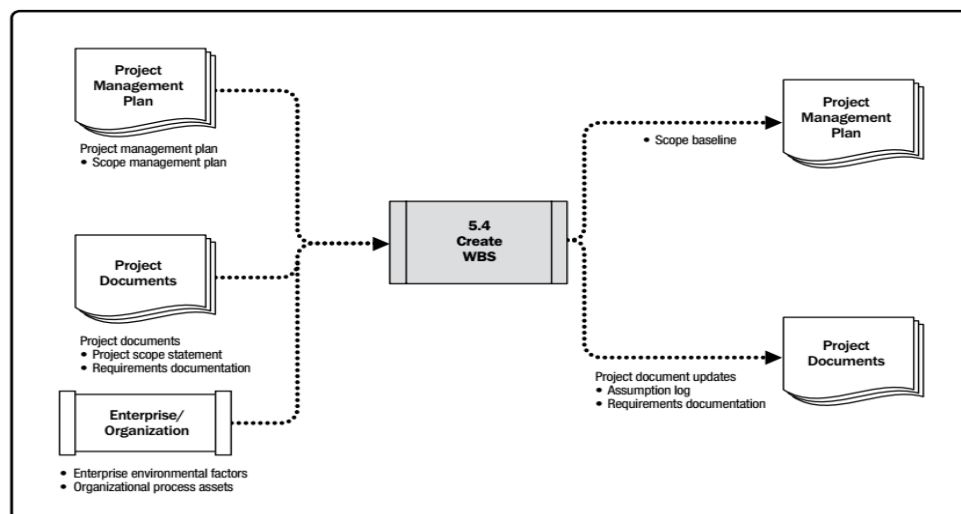 Project
Management
Plan
Project management plan
• Scope management plan
Project
Documents
Project documents
• Project scope statement
• Requirements documentation
Enterprise/
Organization
• Enterprise environmental factors
• Organizational process assets
5.4
Create
WBS
• Scope baseline
Project
Management
Plan
Project document updates
• Assumption log
• Requirements documentation
Project
Documents